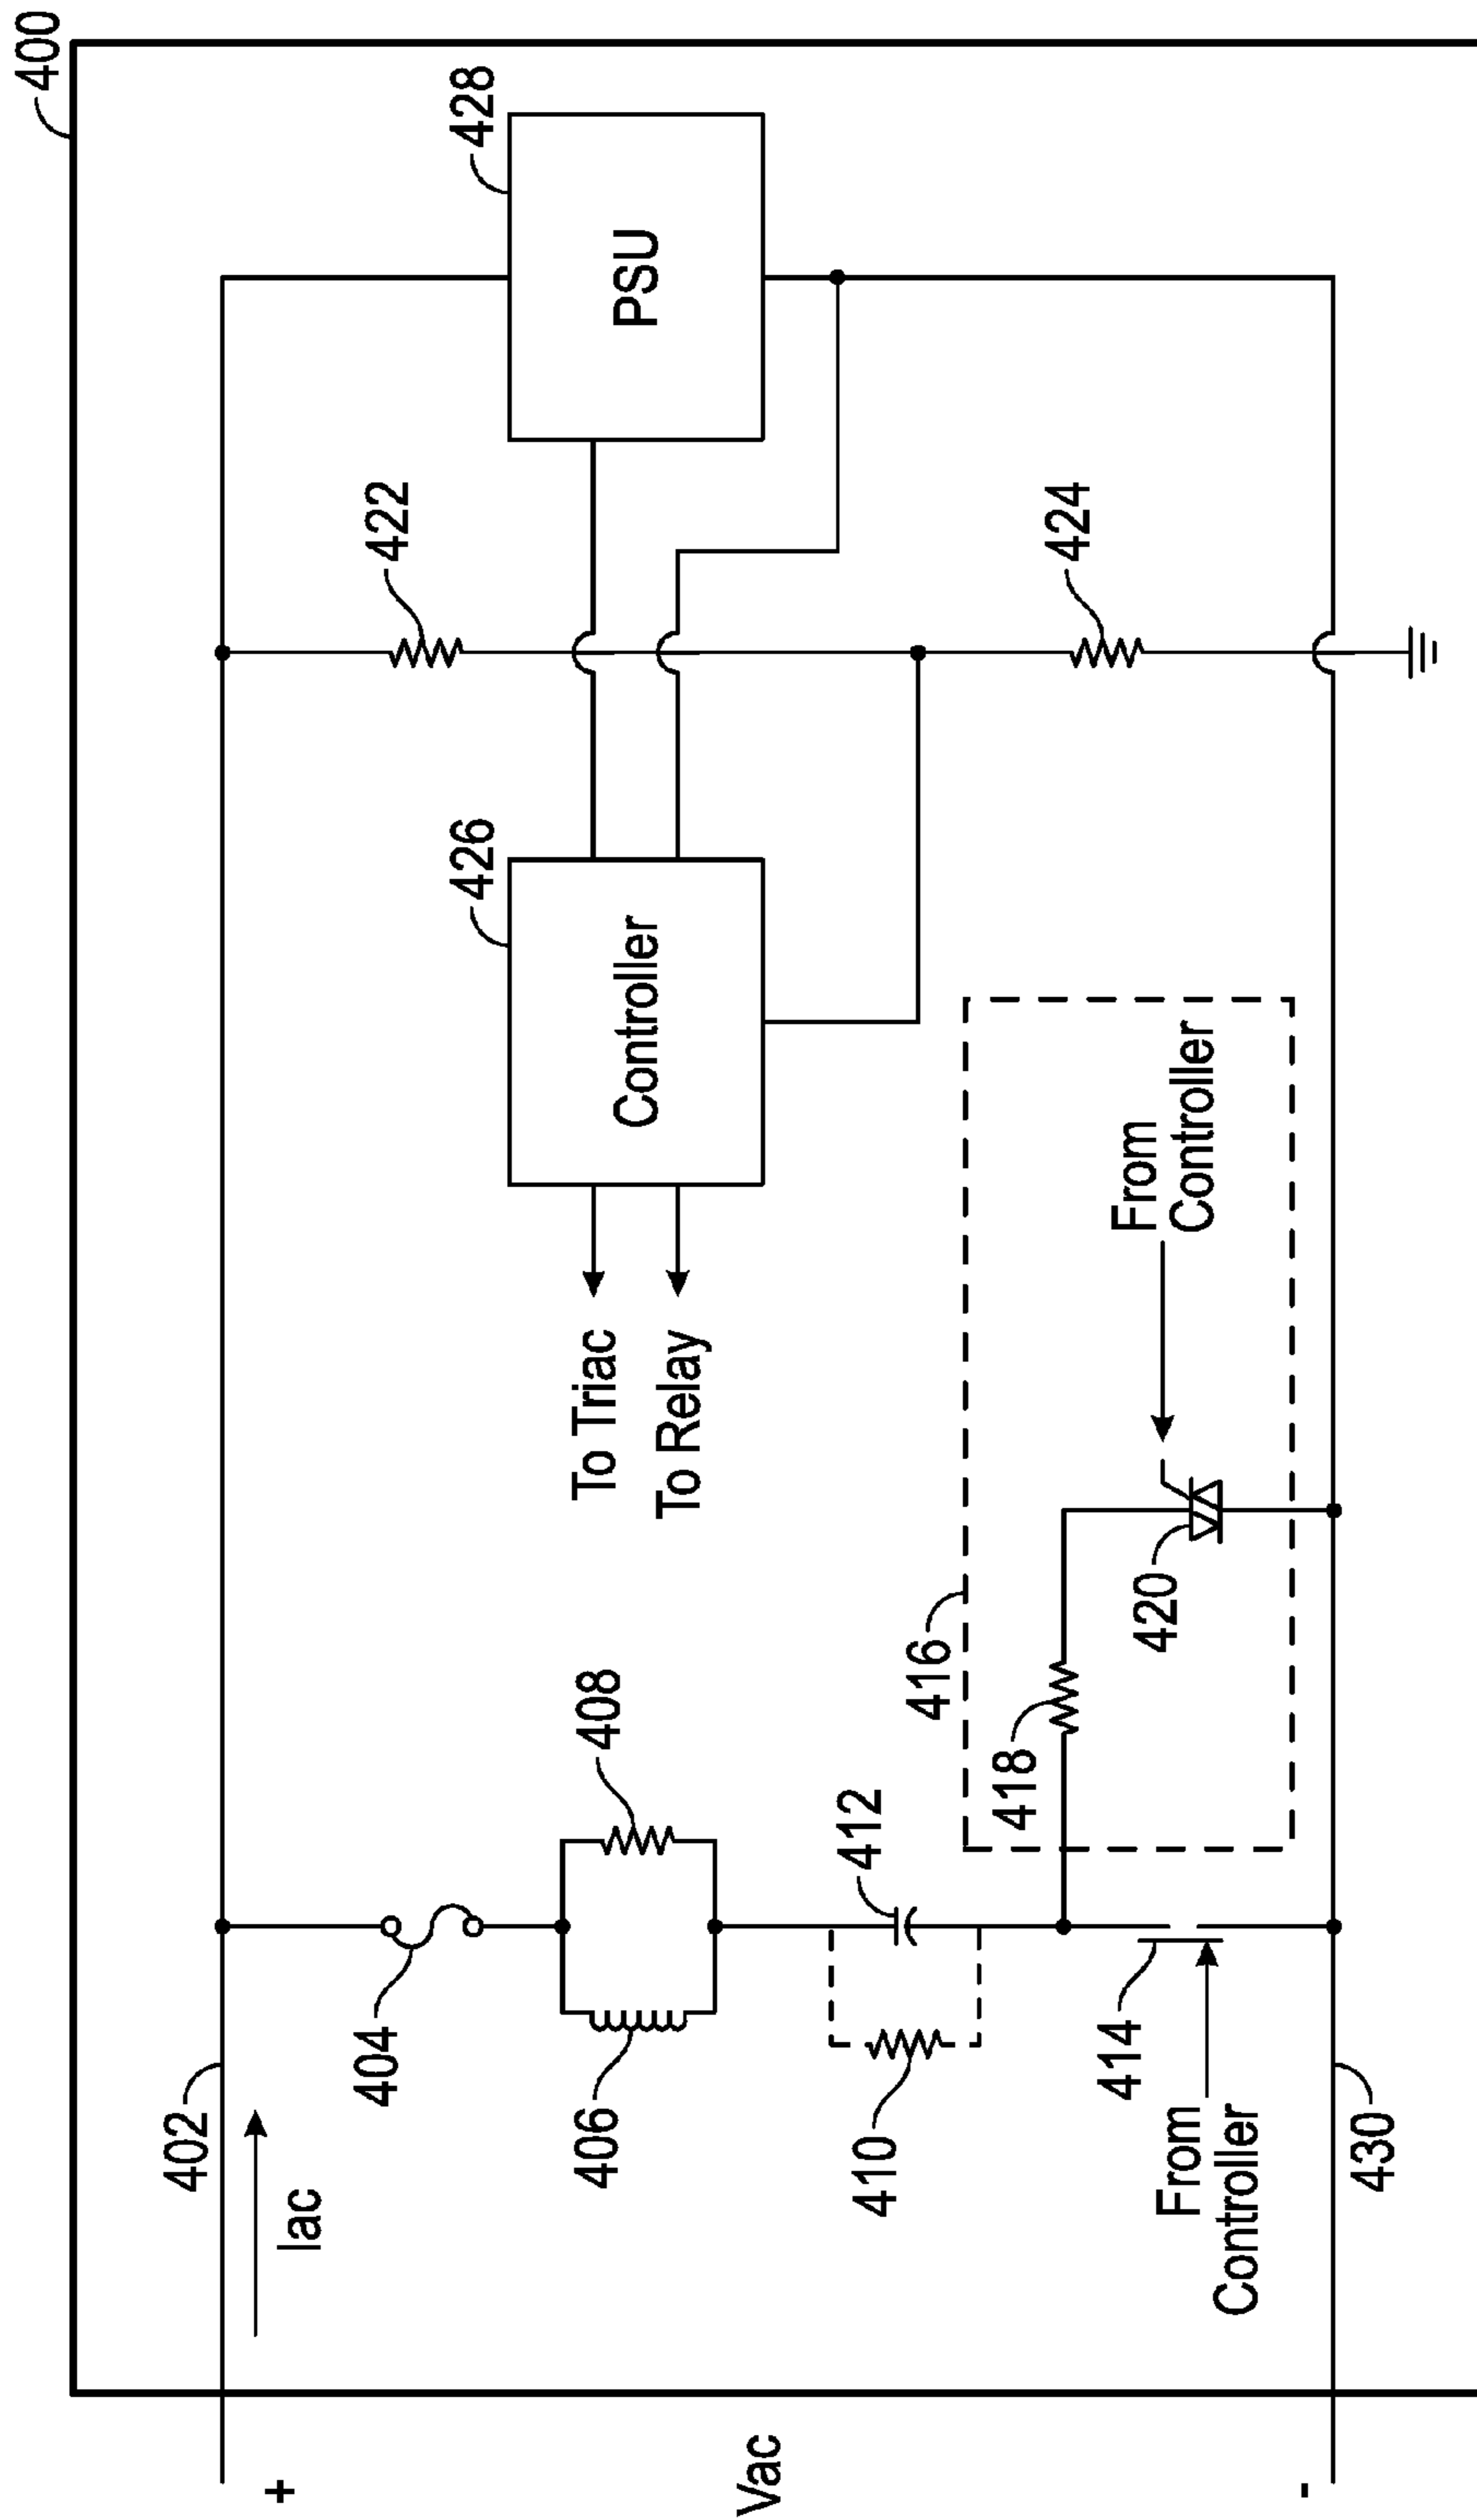 400
402
Iac
+
Vac
-
404
406
408
410
412
414
From
Controller
430
416
418
420
From
Controller
To Triac
To Relay
Controller
426
422
424
PSU
428